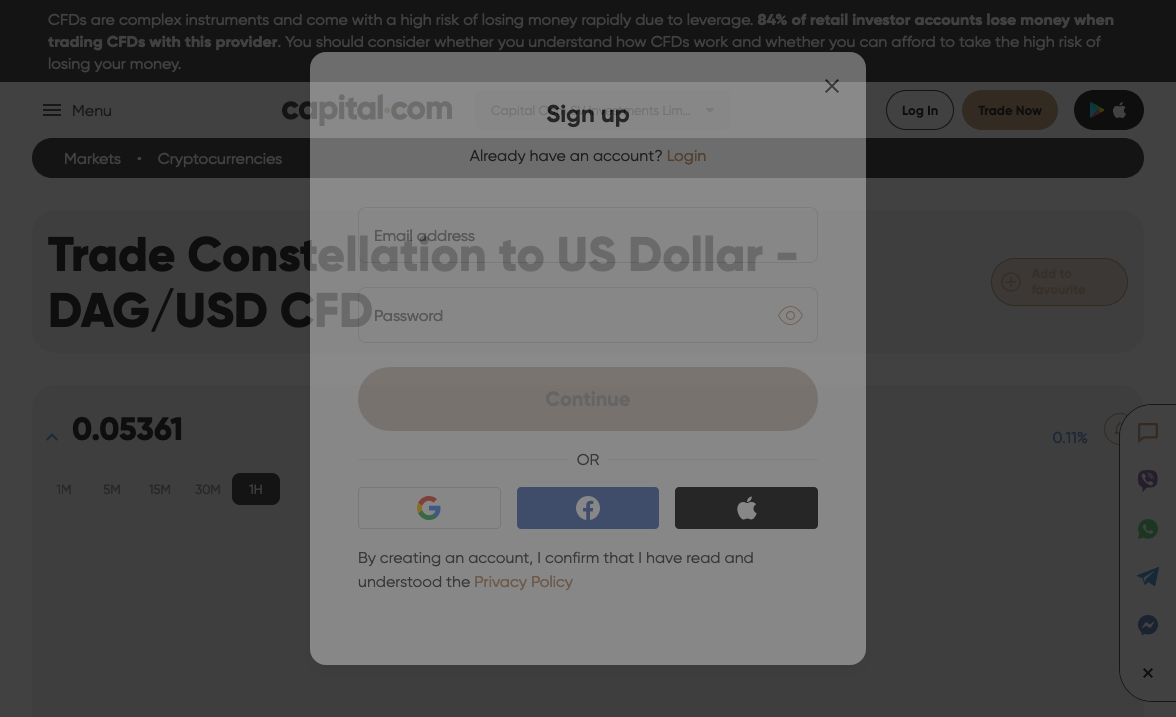 CFDs are complex instruments and come with a high risk of losing money rapidly due to leverage. 84% of retail investor accounts lose money when
trading CFDs with this provider. You should consider whether you understand how CFDs work and whether you can afford to take the high risk of
losing your money.
Menu
capital.com
Capital Com SV Investments Lim...
Log In
Trade Now
Markets
Cryptocurrencies
Trade Constellation to US Dollar -
DAG/USD CFD
Add to
favourite
0.05361
0.11%
1M
5M
15M
30M
1H
Sign up
Already have an account? Login
Email address
Password
Continue
OR
By creating an account, I confirm that I have read and
understood the Privacy Policy